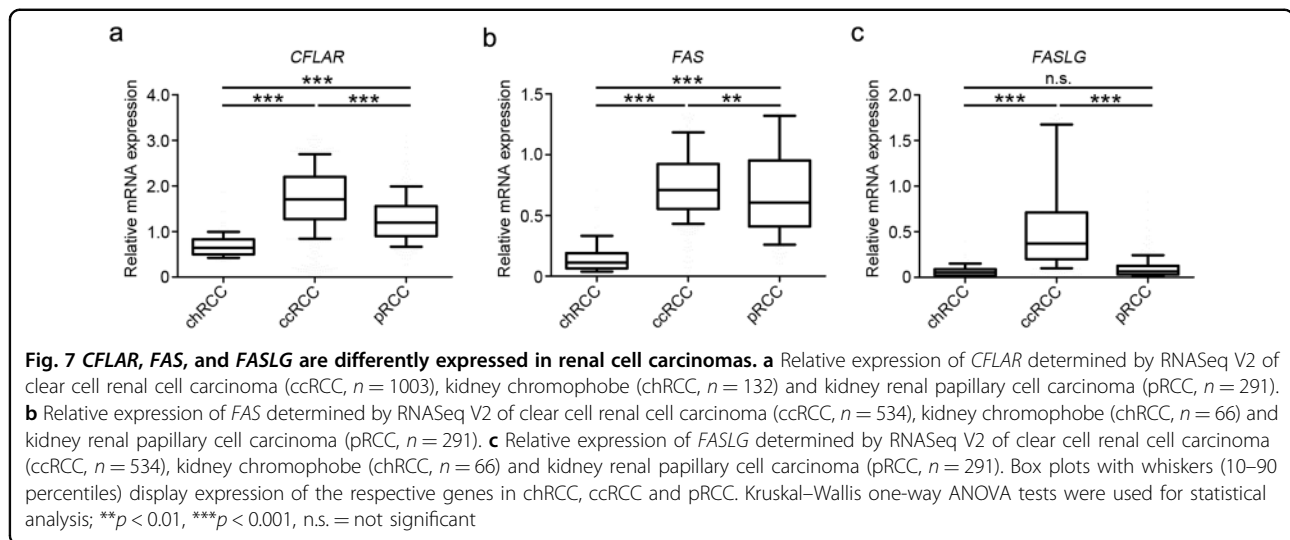 a
CFLAR
Relative mRNA expression
4.0
3.0
2.0
1.0
0
***
***
***
chRCC
ccRCC
pRCC
b
FAS
Relative mRNA expression
1.5
1.0
0.5
0
***
***
**
chRCC
ccRCC
pRCC
c
FASLG
Relative mRNA expression
2.0
1.5
1.0
0.5
0
n.s.
***
***
chRCC
ccRCC
pRCC
Fig. 7 CFLAR, FAS, and FASLG are differently expressed in renal cell carcinomas. a Relative expression of CFLAR determined by RNASeq V2 of
clear cell renal cell carcinoma (ccRCC, n = 1003), kidney chromophobe (chRCC, n = 132) and kidney renal papillary cell carcinoma (pRCC, n = 291).
b Relative expression of FAS determined by RNASeq V2 of clear cell renal cell carcinoma (ccRCC, n = 534), kidney chromophobe (chRCC, n = 66) and
kidney renal papillary cell carcinoma (pRCC, n = 291). c Relative expression of FASLG determined by RNASeq V2 of clear cell renal cell carcinoma
(ccRCC, n = 534), kidney chromophobe (chRCC, n = 66) and kidney renal papillary cell carcinoma (pRCC, n = 291). Box plots with whiskers (10–90
percentiles) display expression of the respective genes in chRCC, ccRCC and pRCC. Kruskal–Wallis one-way ANOVA tests were used for statistical
analysis; **p < 0.01, ***p < 0.001, n.s. = not significant